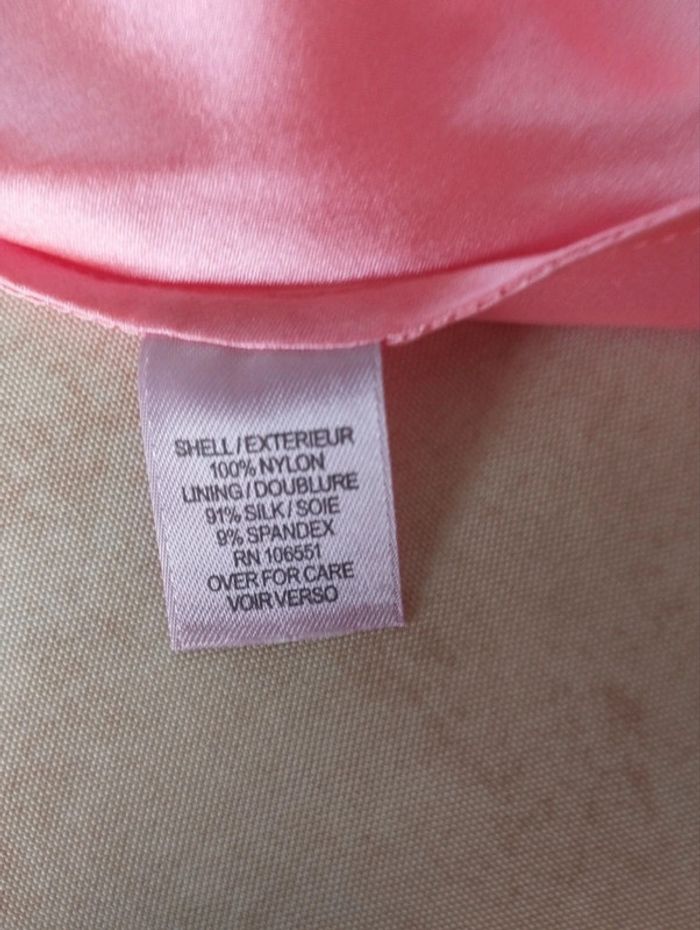 SHELL/EXTERIEUR
100% NYLON
LINING/DOUBLURE
91% SILK/SOIE
9% SPANDEX
RN 106551
OVER FOR CARE
VOIR VERSO